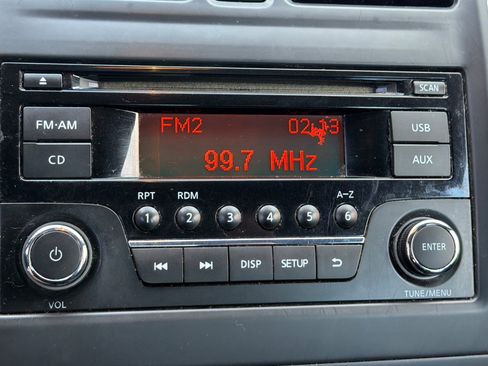 SCAN
FM·AM
FM2
USB
CD
99.7 MHz
AUX
RPT RDM A-Z
1 2 3 4 5 6
DISP SETUP ENTER
VOL TUNE/MENU